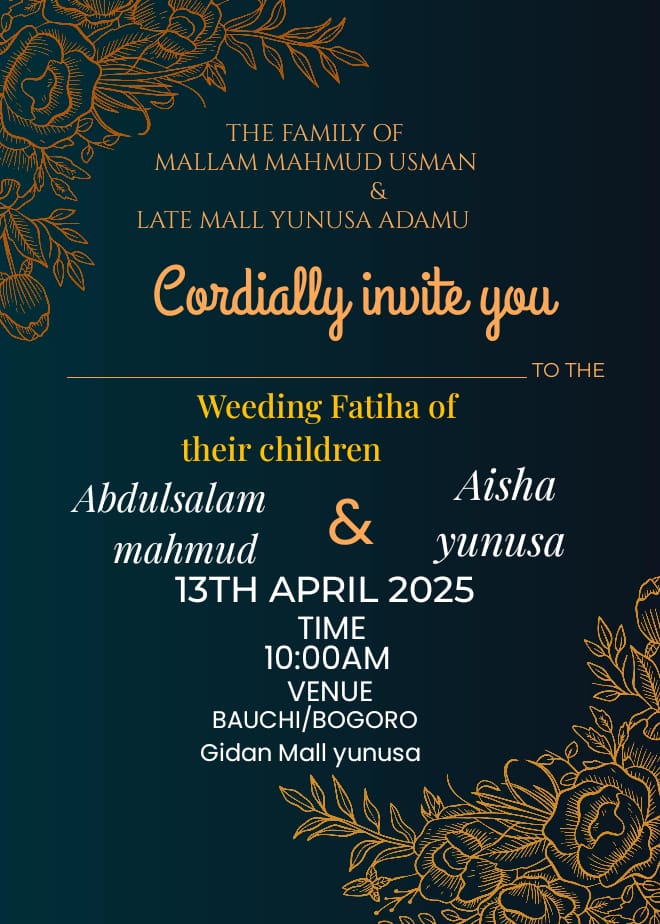 THE FAMILY OF
MALLAM MAHMUD USMAN
&
LATE MALL YUNUSA ADAMU
Cordially invite you
TO THE
Weeding Fatiha of
their children
Abdulsalam
mahmud
&
Aisha
yunusa
13TH APRIL 2025
TIME
10:00AM
VENUE
BAUCHI/BOGORO
Gidan Mall yunusa